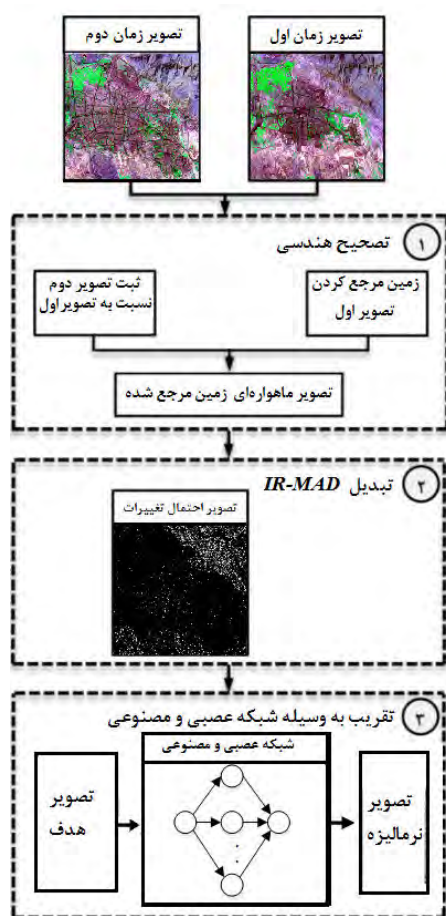 تصویر زمان اول
تصویر زمان دوم
۱ تصحیح هندسی
زمین مرجع کردن
تصویر اول
ثبت تصویر دوم
نسبت به تصویر اول
تصویر ماهواره‌ای زمین مرجع شده
۲ تبدیل IR-MAD
تصویر احتمال تغییرات
۳ تقریب به وسیله شبکه عصبی و مصنوعی
شبکه عصبی و مصنوعی
تصویر
هدف
تصویر
نرمالیزه